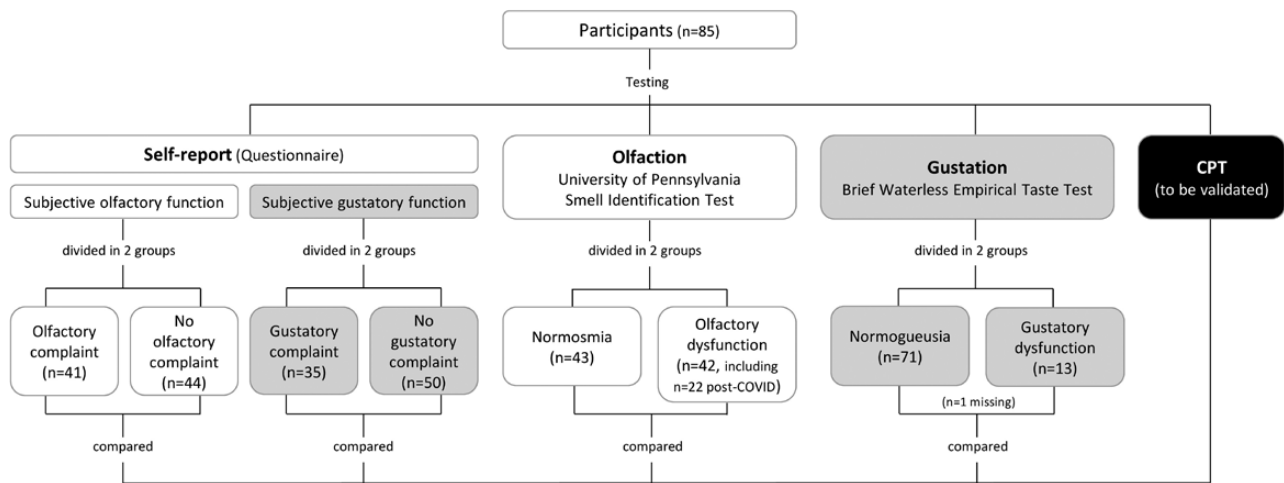 Participants (n=85)
Testing
Self-report (Questionnaire)
Olfaction
University of Pennsylvania
Smell Identification Test
Gustation
Brief Waterless Empirical Taste Test
CPT
(to be validated)
Subjective olfactory function
Subjective gustatory function
divided in 2 groups
divided in 2 groups
divided in 2 groups
divided in 2 groups
Olfactory
complaint
(n=41)
No
olfactory
complaint
(n=44)
Gustatory
complaint
(n=35)
No
gustatory
complaint
(n=50)
Normosmia
(n=43)
Olfactory
dysfunction
(n=42, including
n=22 post-COVID)
Normogueusia
(n=71)
Gustatory
dysfunction
(n=13)
(n=1 missing)
compared
compared
compared
compared